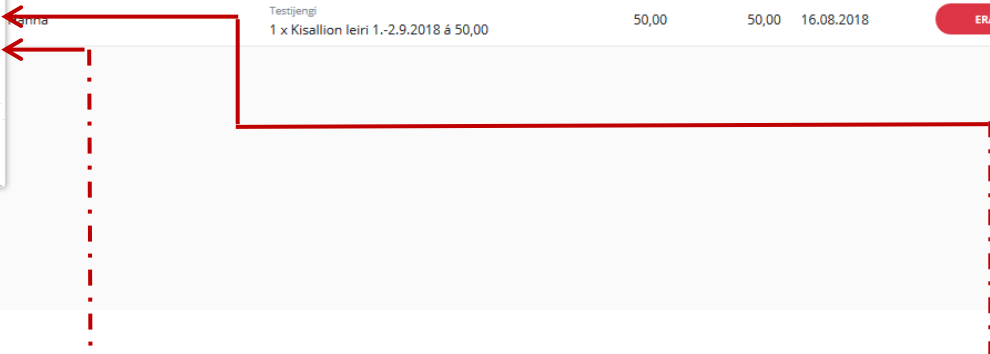 Testijengi
1 x Kisallion leiri 1.-2.9.2018 á 50,00
50,00
50,00
16.08.2018